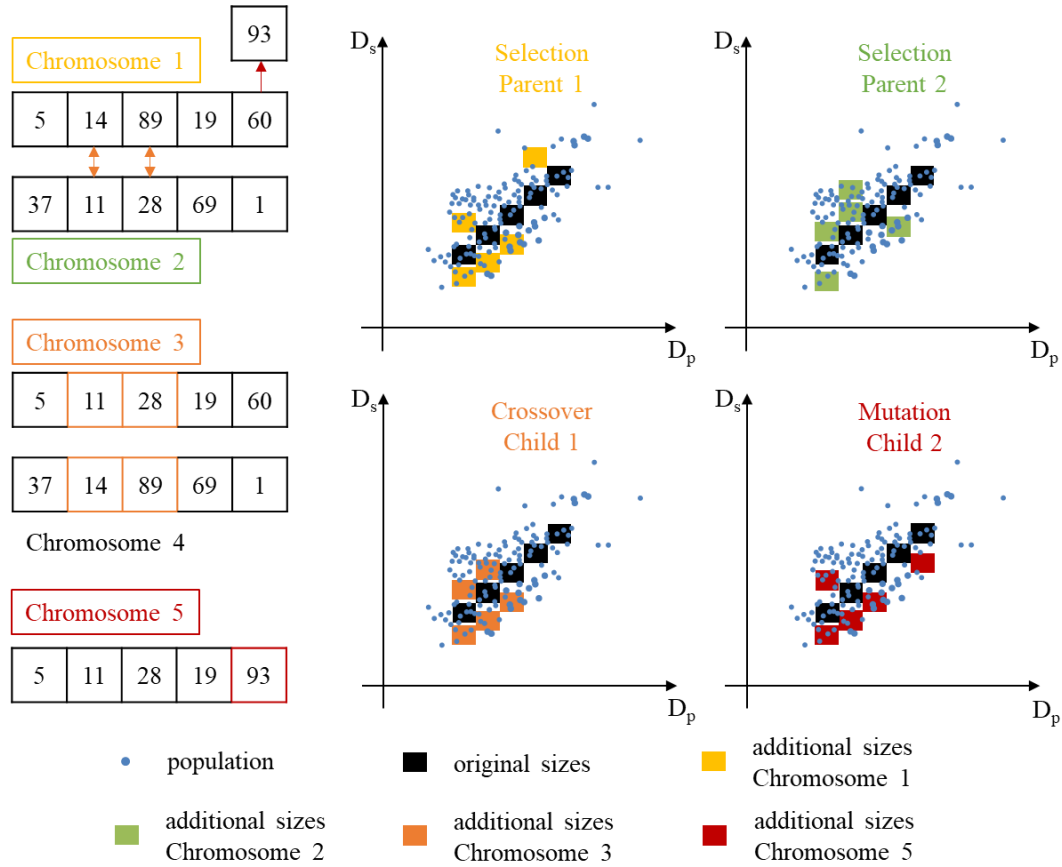 93
Chromosome 1
5 14 89 19 60
37 11 28 69 1
Chromosome 2
Chromosome 3
5 11 28 19 60
37 14 89 69 1
Chromosome 4
Chromosome 5
5 11 28 19 93
Ds
Selection
Parent 1
Dp
Ds
Selection
Parent 2
Dp
Ds
Crossover
Child 1
Dp
Ds
Mutation
Child 2
Dp
population
original sizes
additional sizes
Chromosome 1
additional sizes
Chromosome 2
additional sizes
Chromosome 3
additional sizes
Chromosome 5